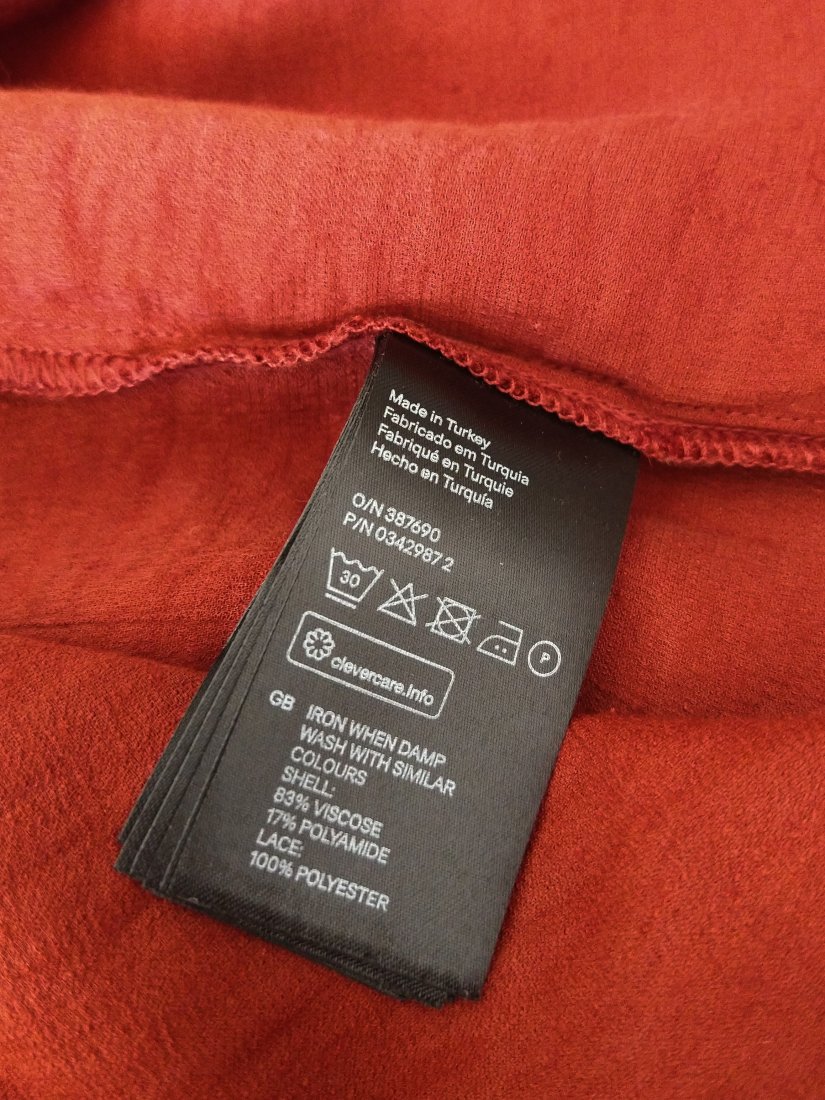 Made in Turkey
Fabricado em Turquia
Fabriqué en Turquie
Hecho en Turquía
O/N 387690
P/N 0342987 2
30
P
clevercare.info
GB IRON WHEN DAMP
WASH WITH SIMILAR
COLOURS
SHELL:
83% VISCOSE
17% POLYAMIDE
LACE:
100% POLYESTER